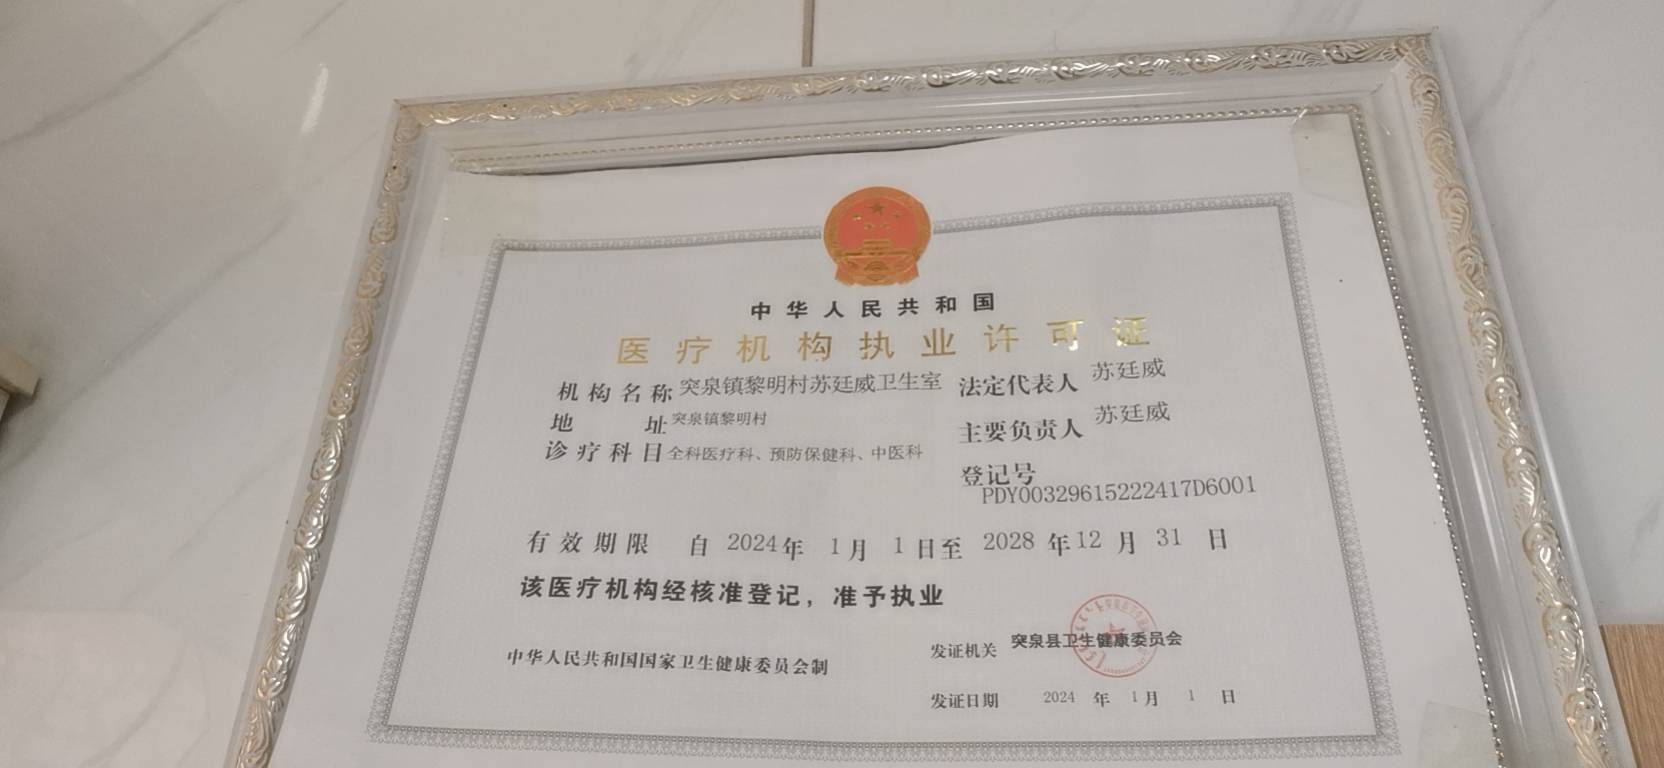 中华人民共和国
医疗机构执业许可证
机构名称 突泉镇黎明村苏廷威卫生室
法定代表人 苏廷威
地址 突泉镇黎明村
主要负责人 苏廷威
诊疗科目 全科医疗科、预防保健科、中医科
登记号
PDY00329615222417D6001
有效期限 自 2024 年 1 月 1 日至 2028 年 12 月 31 日
该医疗机构经核准登记，准予执业
中华人民共和国国家卫生健康委员会制
发证机关 突泉县卫生健康委员会
发证日期 2024 年 1 月 1 日